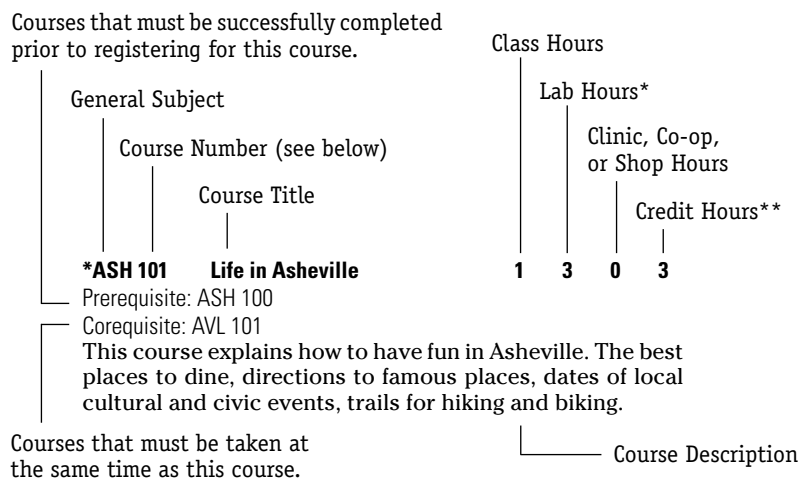 Courses that must be successfully completed
prior to registering for this course.
Class Hours
Lab Hours*
General Subject
Clinic, Co-op,
or Shop Hours
Course Number (see below)
Course Title
Credit Hours**
*ASH 101 Life in Asheville 1 3 0 3
Prerequisite: ASH 100
Corequisite: AVL 101
This course explains how to have fun in Asheville. The best
places to dine, directions to famous places, dates of local
cultural and civic events, trails for hiking and biking.
Courses that must be taken at
the same time as this course.
Course Description